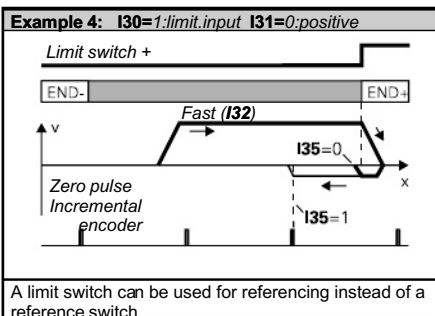 Example 4: I30=1:limit.input I31=0:positive
Limit switch +
END- END+
Fast (I32)
v
I35=0
x
Zero pulse
Incremental
encoder
I35=1
A limit switch can be used for referencing instead of a
reference switch